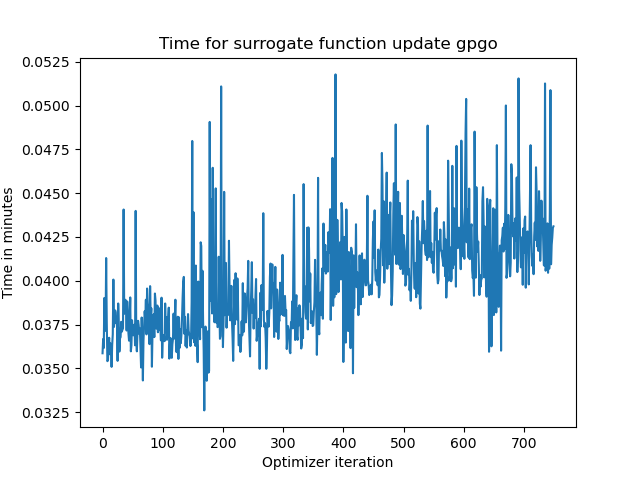 Time for surrogate function update gpgo
0.0525
0.0500
0.0475
0.0450
0.0425
0.0400
0.0375
0.0350
0.0325
Time in minutes
0 100 200 300 400 500 600 700
Optimizer iteration